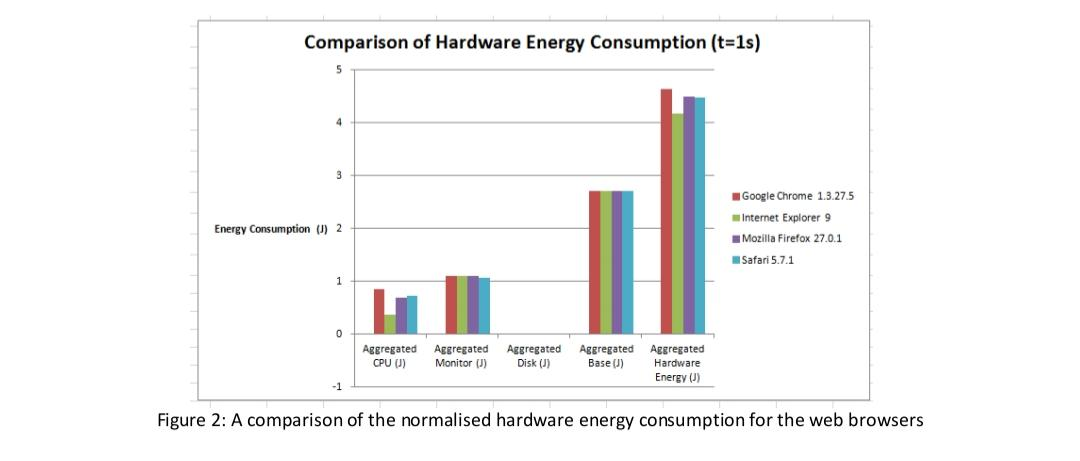 Comparison of Hardware Energy Consumption (t=1s)
5
4
3
Energy Consumption (J) 2
1
0
-1
Aggregated CPU (J)
Aggregated Monitor (J)
Aggregated Disk (J)
Aggregated Base (J)
Aggregated Hardware Energy (J)
Google Chrome 1.3.27.5
Internet Explorer 9
Mozilla Firefox 27.0.1
Safari 5.7.1
Figure 2: A comparison of the normalised hardware energy consumption for the web browsers